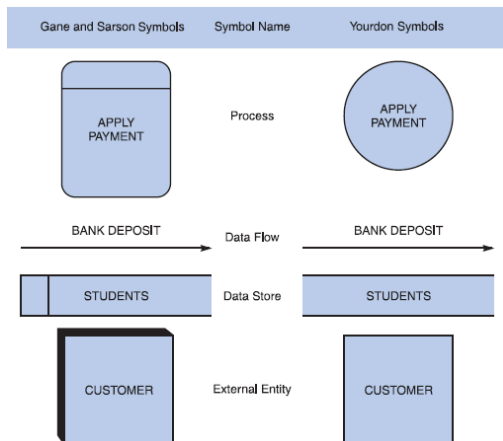 Gane and Sarson Symbols
Symbol Name
Yourdon Symbols
APPLY
PAYMENT
Process
APPLY
PAYMENT
BANK DEPOSIT
Data Flow
BANK DEPOSIT
STUDENTS
Data Store
STUDENTS
CUSTOMER
External Entity
CUSTOMER